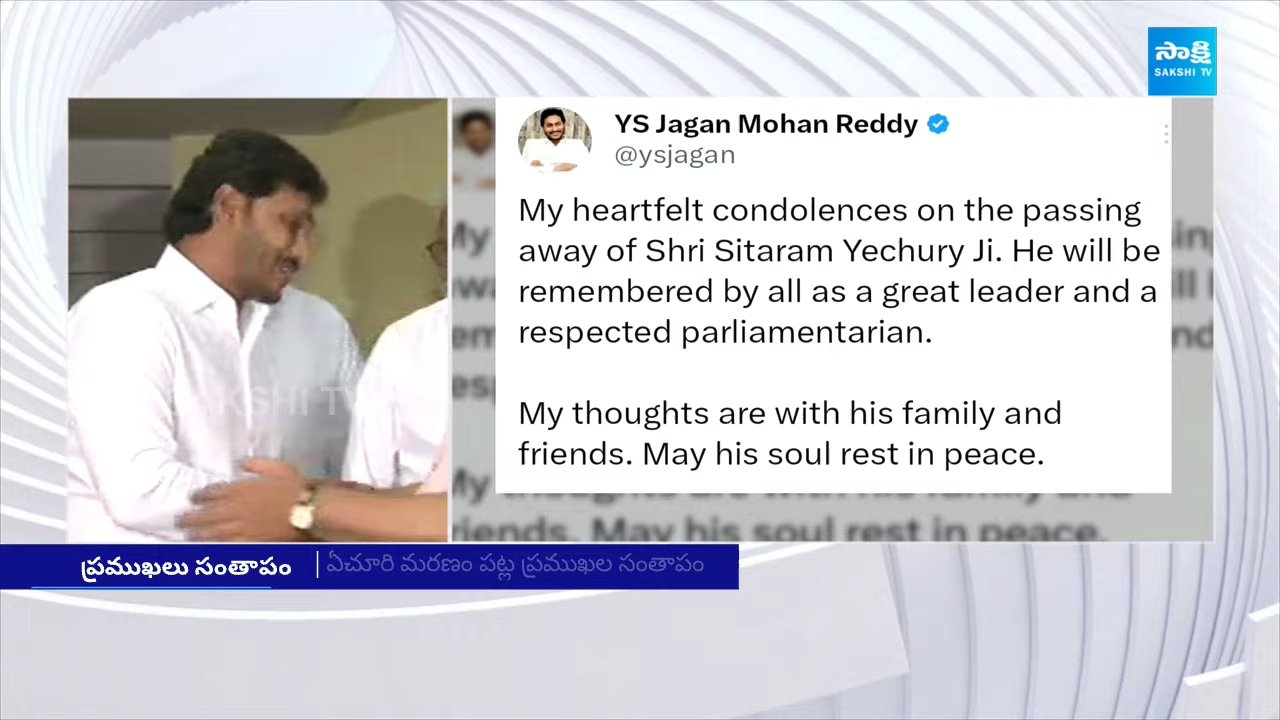 సాక్షి
SAKSHI TV
YS Jagan Mohan Reddy
@ysjagan
My heartfelt condolences on the passing
away of Shri Sitaram Yechury Ji. He will be
remembered by all as a great leader and a
respected parliamentarian.
My thoughts are with his family and
friends. May his soul rest in peace.
SAKSHI TV
ప్రముఖులు సంతాపం
ఏచూరి మరణం పట్ల ప్రముఖుల సంతాపం